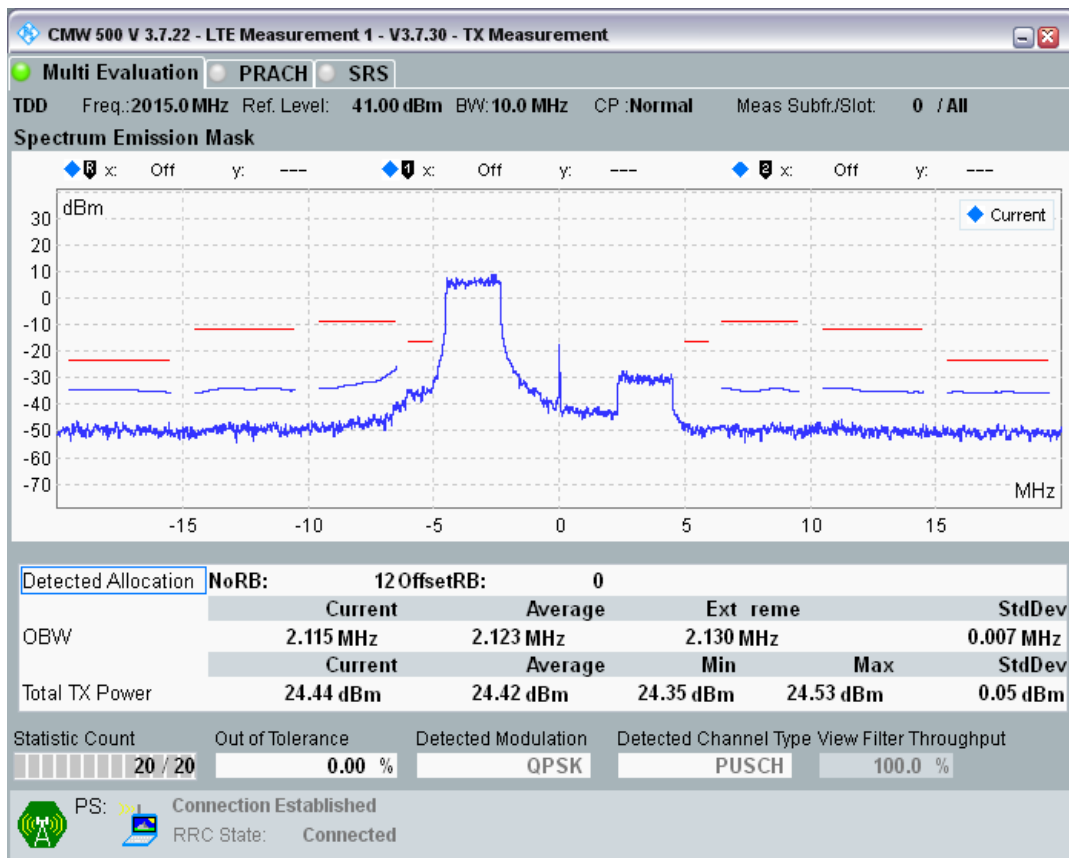 CMW 500 V 3.7.22 - LTE Measurement 1 - V3.7.30 - TX Measurement
Multi Evaluation PRACH SRS
TDD Freq.:2015.0 MHz Ref. Level: 41.00 dBm BW:10.0 MHz CP :Normal Meas Subfr./Slot: 0 / All
Spectrum Emission Mask
R x: Off y: --- 1 x: Off y: --- 2 x: Off y: ---
dBm
Current
30
20
10
0
-10
-20
-30
-40
-50
-60
-70
MHz
-15 -10 -5 0 5 10 15
Detected Allocation NoRB: 12 OffsetRB: 0
Current Average Ext reme StdDev
OBW 2.115 MHz 2.123 MHz 2.130 MHz 0.007 MHz
Current Average Min Max StdDev
Total TX Power 24.44 dBm 24.42 dBm 24.35 dBm 24.53 dBm 0.05 dBm
Statistic Count Out of Tolerance Detected Modulation Detected Channel Type View Filter Throughput
20 / 20 0.00 % QPSK PUSCH 100.0 %
PS: Connection Established
RRC State: Connected